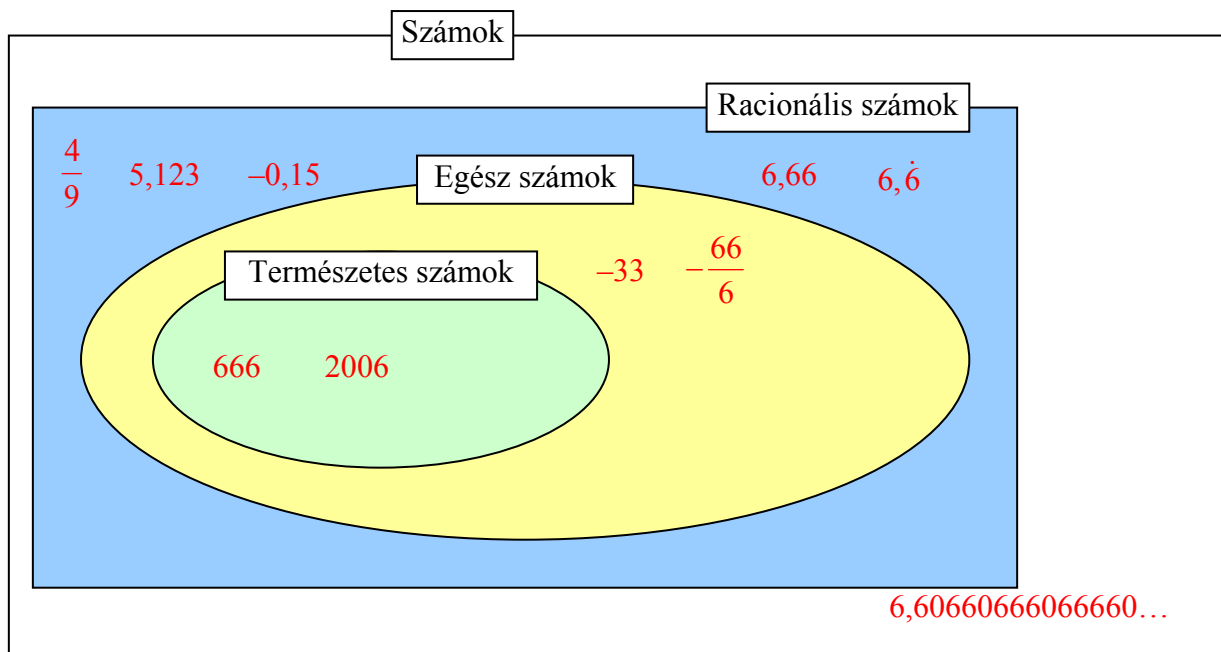 Számok
Racionális számok
4/9 5,123 –0,15 Egész számok 6,66 6,6̇
Természetes számok –33 −66/6
666 2006
6,60660666066660…